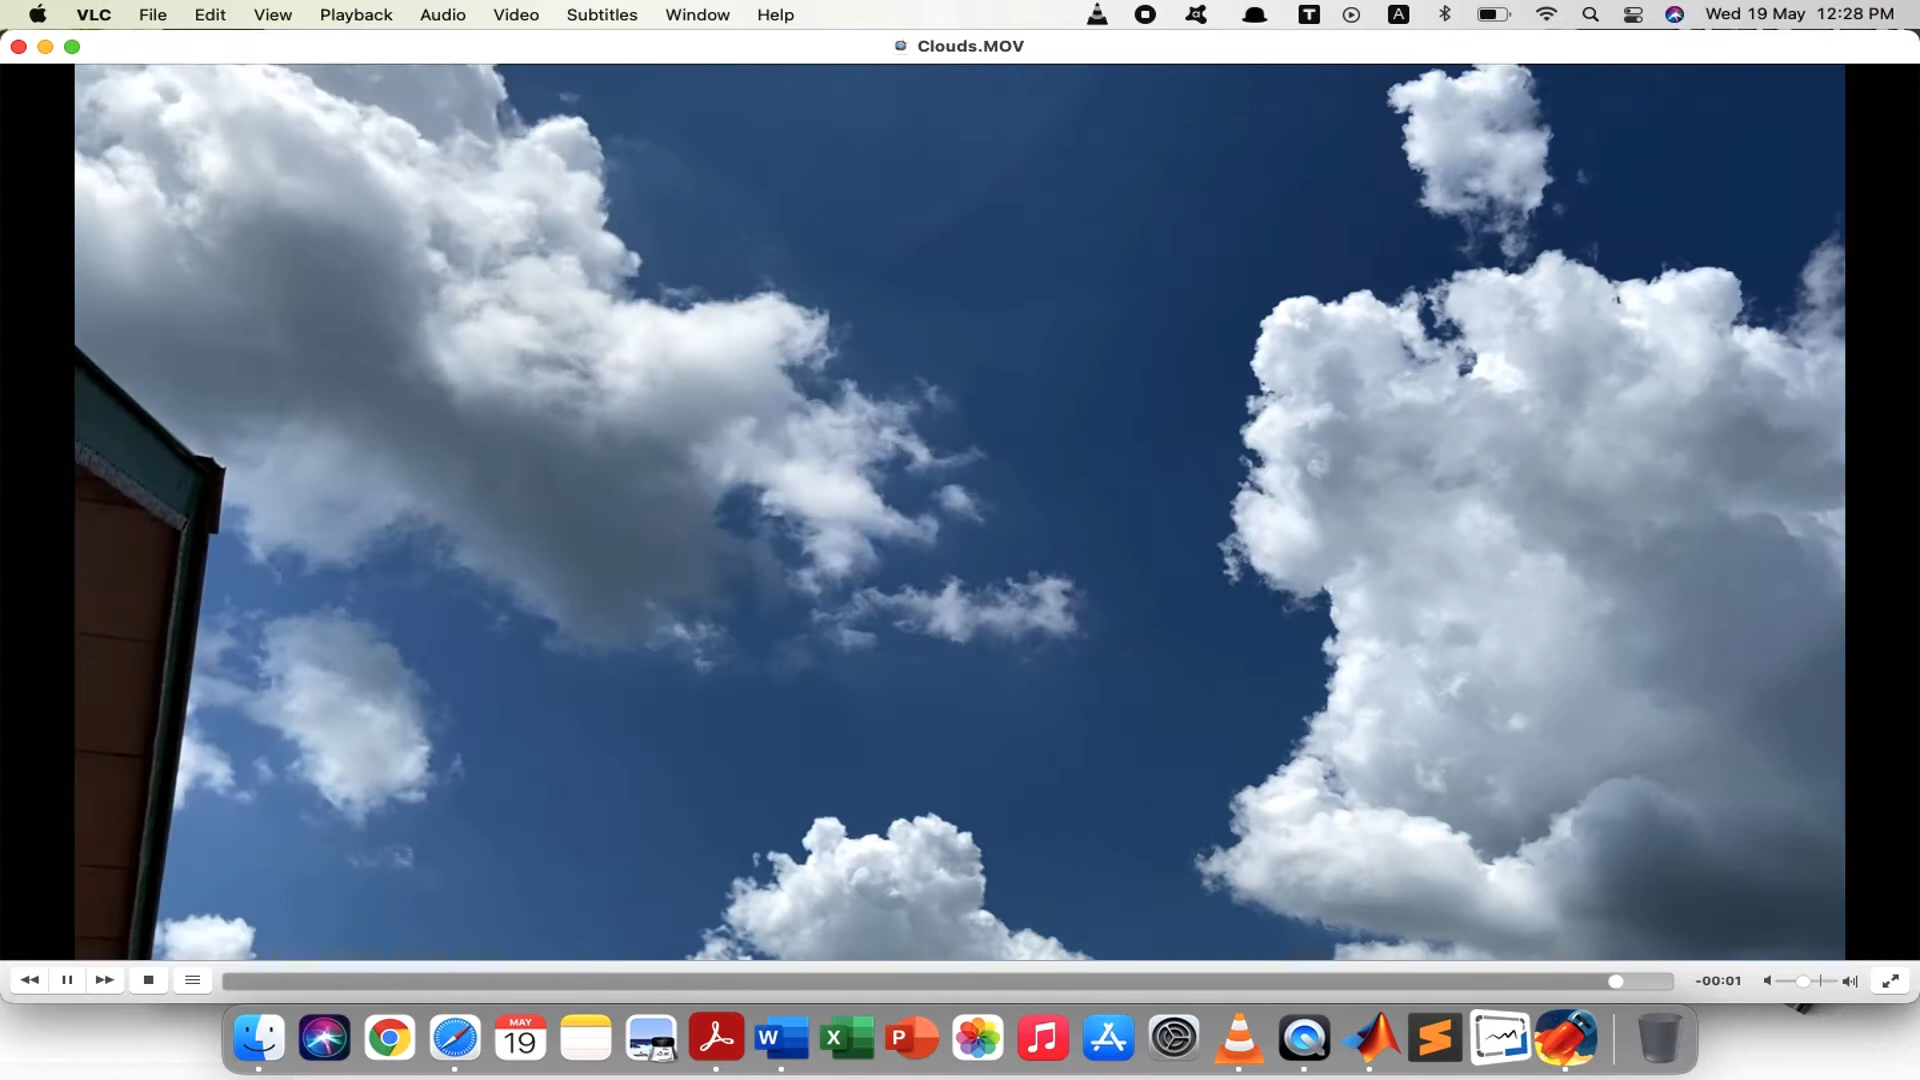 VLC File Edit View Playback Audio Video Subtitles Window Help T A Wed 19 May 12:28 PM
Clouds.MOV
-00:01
MAY
19
W
X
P